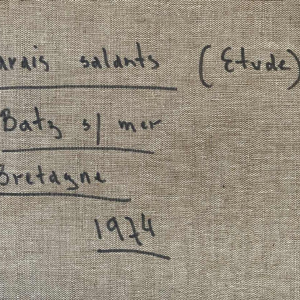 arais salants (Etude)
Batz s/ mer
Bretagne
1974